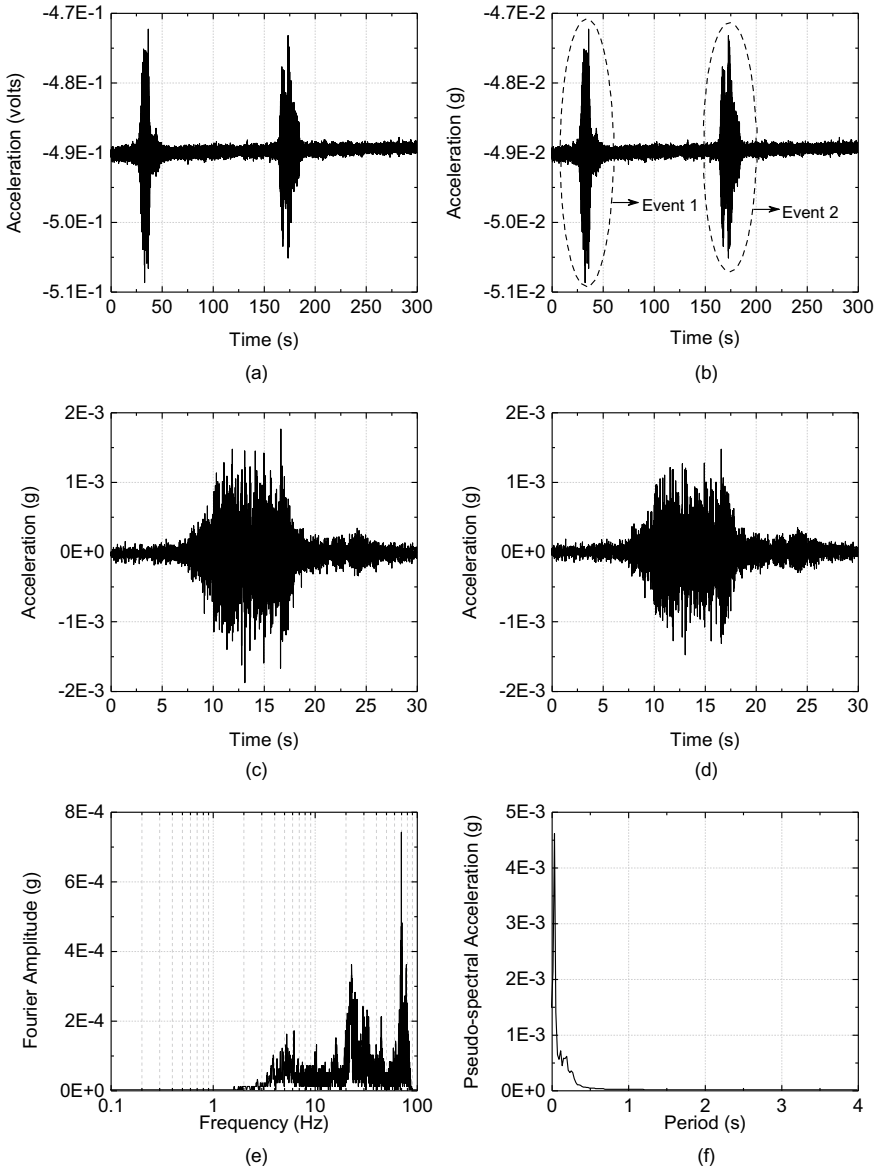 -4.7E-1
-4.8E-1
-4.9E-1
-5.0E-1
-5.1E-1
Acceleration (volts)
0 50 100 150 200 250 300
Time (s)
(a)
-4.7E-2
-4.8E-2
-4.9E-2
-5.0E-2
-5.1E-2
Acceleration (g)
Event 1
Event 2
0 50 100 150 200 250 300
Time (s)
(b)
2E-3
1E-3
0E+0
-1E-3
-2E-3
Acceleration (g)
0 5 10 15 20 25 30
Time (s)
(c)
2E-3
1E-3
0E+0
-1E-3
-2E-3
Acceleration (g)
0 5 10 15 20 25 30
Time (s)
(d)
8E-4
6E-4
4E-4
2E-4
0E+0
Fourier Amplitude (g)
0.1 1 10 100
Frequency (Hz)
(e)
5E-3
4E-3
3E-3
2E-3
1E-3
0E+0
Pseudo-spectral Acceleration (g)
0 1 2 3 4
Period (s)
(f)